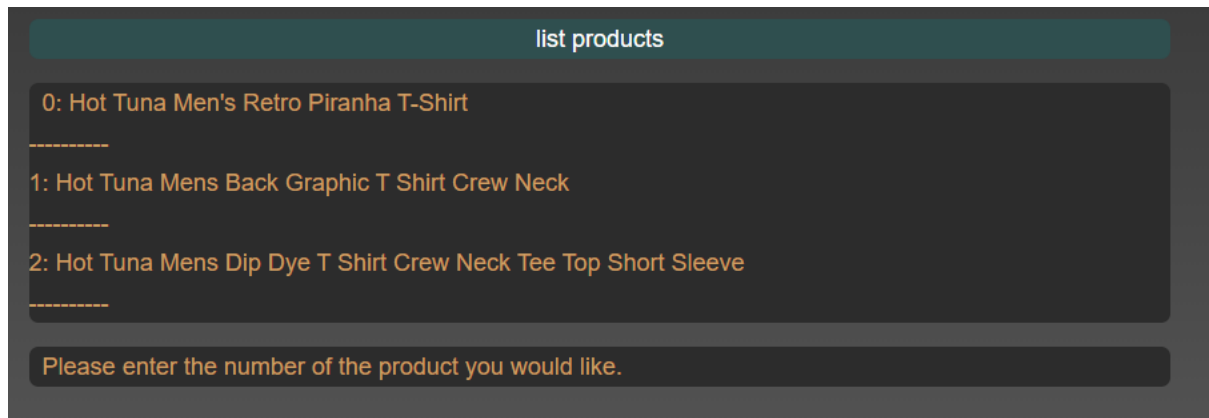 list products
0: Hot Tuna Men's Retro Piranha T-Shirt
----------
1: Hot Tuna Mens Back Graphic T Shirt Crew Neck
----------
2: Hot Tuna Mens Dip Dye T Shirt Crew Neck Tee Top Short Sleeve
----------
Please enter the number of the product you would like.